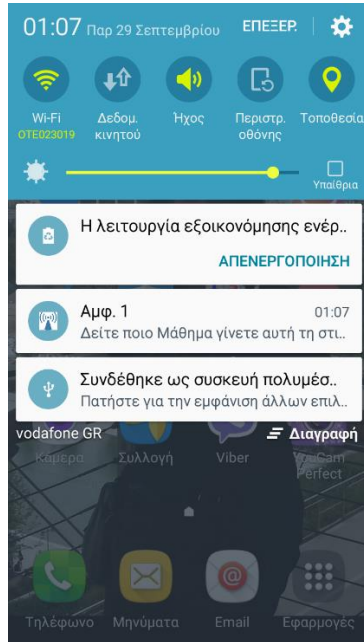 01:07 Παρ 29 Σεπτεμβρίου ΕΠΕΞΕΡ.
Wi-Fi Δεδομ. Ήχος Περιστρ. Τοποθεσία
OTE023019 κινητού οθόνης
Υπαίθρια
Η λειτουργία εξοικονόμησης ενέρ..
ΑΠΕΝΕΡΓΟΠΟΙΗΣΗ
Αμφ. 1 01:07
Δείτε ποιο Μάθημα γίνετε αυτή τη στι..
Συνδέθηκε ως συσκευή πολυμέσ..
Πατήστε για την εμφάνιση άλλων επιλ..
vodafone GR Διαγραφή
Κάμερα Συλλογή Viber YouCam
Perfect
Τηλέφωνο Μηνύματα Email Εφαρμογές